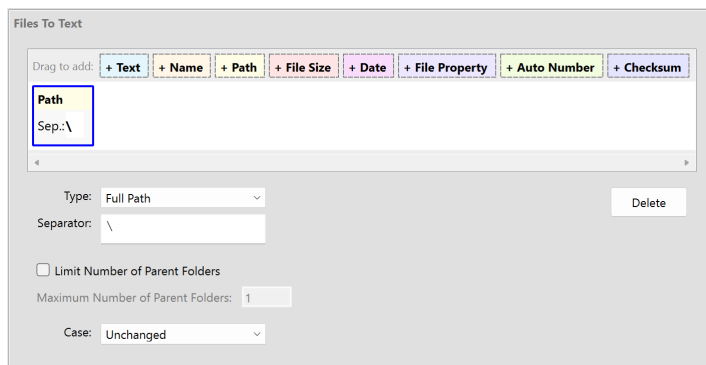 Files To Text
Drag to add: + Text + Name + Path + File Size + Date + File Property + Auto Number + Checksum
Path
Sep.:\
Type: Full Path
Delete
Separator: \
Limit Number of Parent Folders
Maximum Number of Parent Folders: 1
Case: Unchanged